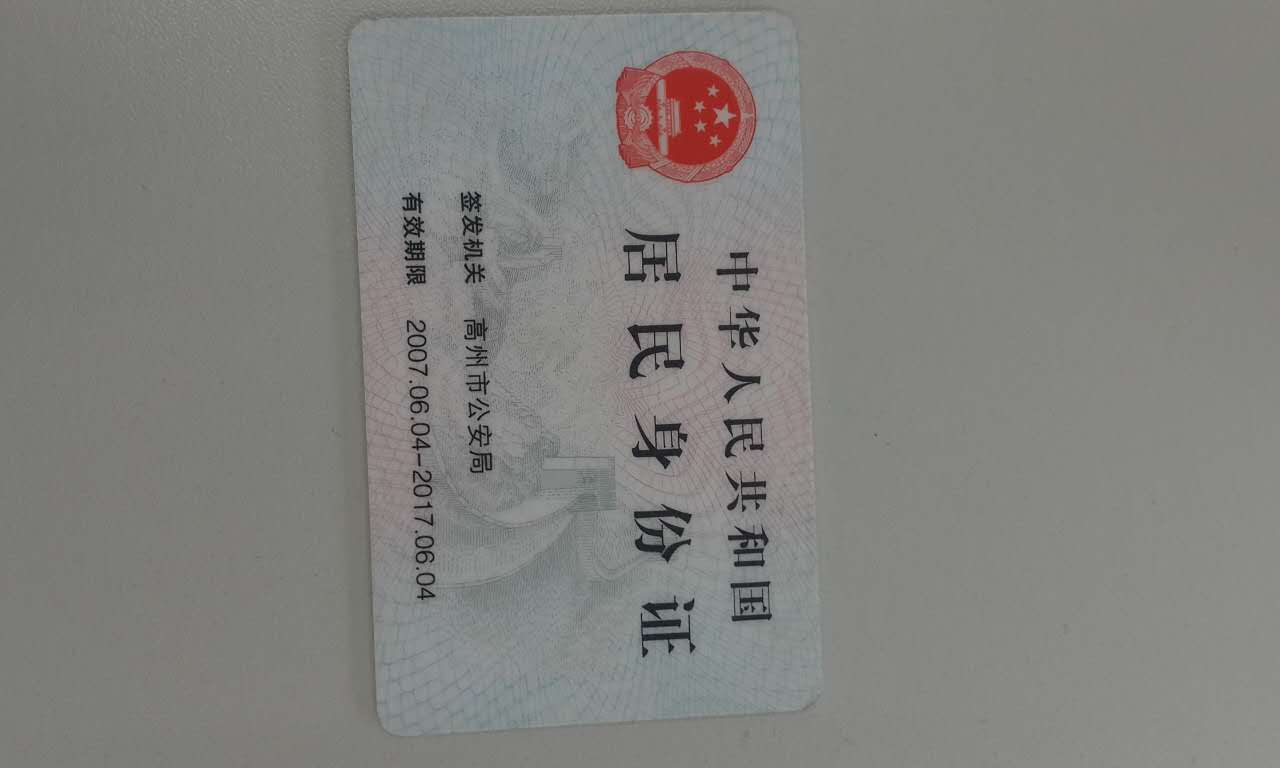 中华人民共和国
居民身份证
签发机关 高州市公安局
有效期限 2007.06.04-2017.06.04